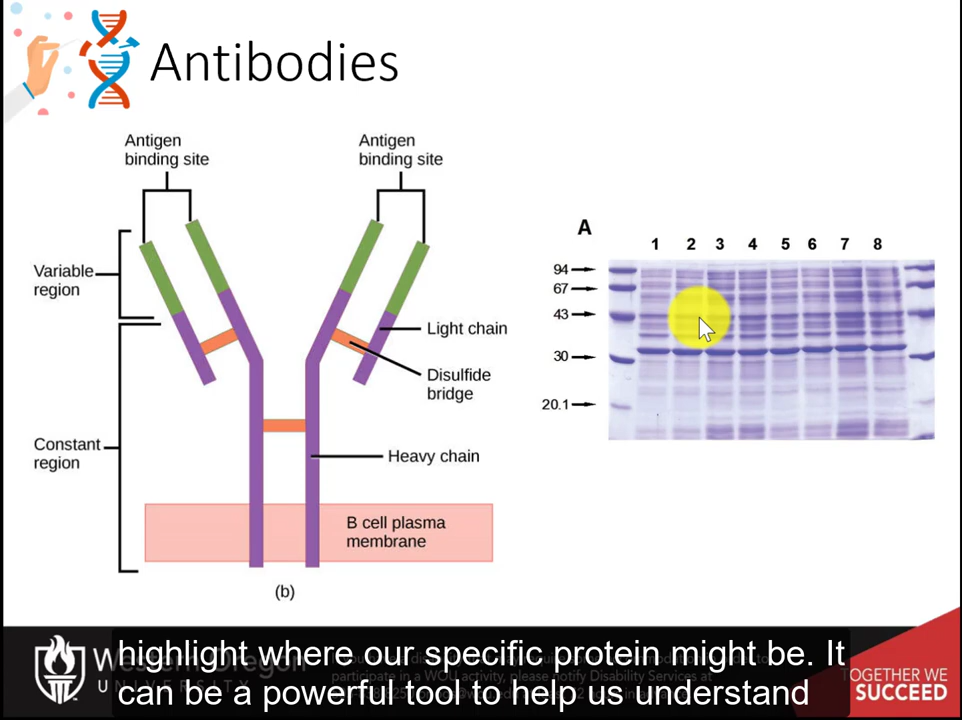 Antibodies
Antigen
binding site
Antigen
binding site
Variable
region
Light chain
Disulfide
bridge
Constant
region
Heavy chain
B cell plasma
membrane
(b)
A
1 2 3 4 5 6 7 8
94
67
43
30
20.1
highlight where our specific protein might be. It
can be a powerful tool to help us understand
TOGETHER WE
SUCCEED